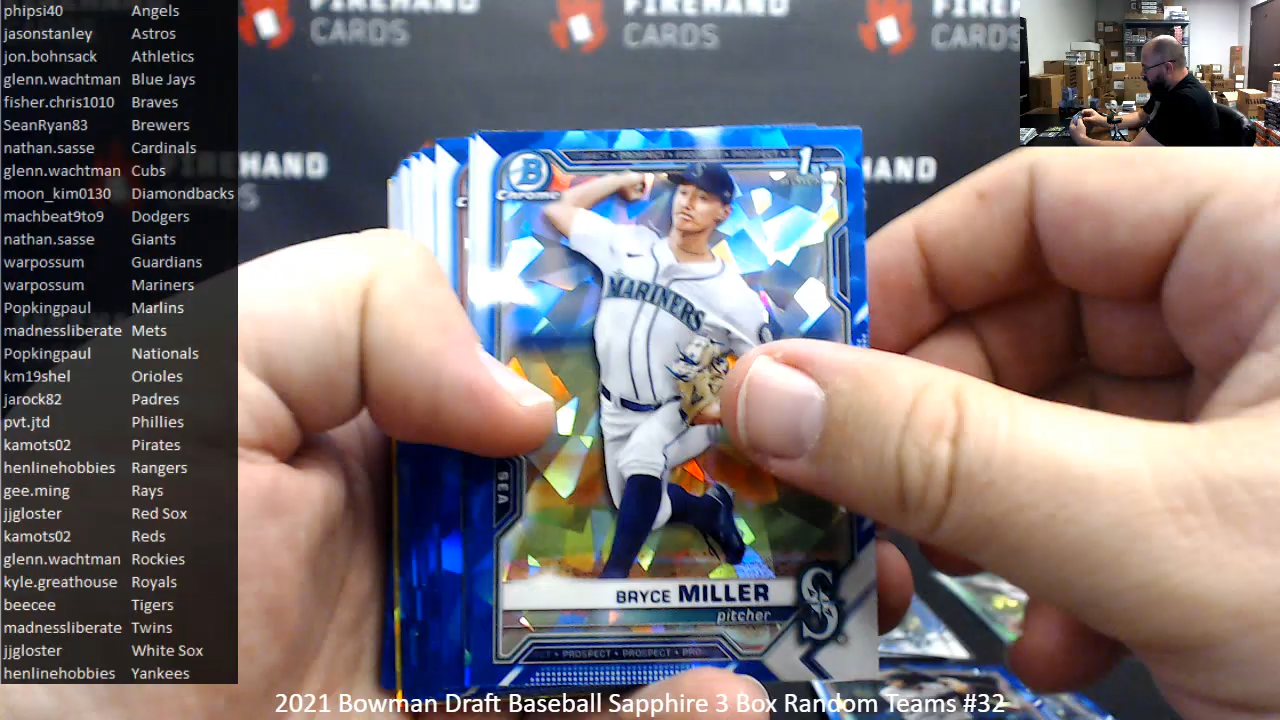 phipsi40 Angels
jasonstanley Astros
jon.bohnsack Athletics
glenn.wachtman Blue Jays
fisher.chris1010 Braves
SeanRyan83 Brewers
nathan.sasse Cardinals
glenn.wachtman Cubs
moon_kim0130 Diamondbacks
machbeat9to9 Dodgers
nathan.sasse Giants
warpossum Guardians
warpossum Mariners
Popkingpaul Marlins
madnessliberate Mets
Popkingpaul Nationals
km19shel Orioles
jarock82 Padres
pvt.jtd Phillies
kamots02 Pirates
henlinehobbies Rangers
gee.ming Rays
jjgloster Red Sox
kamots02 Reds
glenn.wachtman Rockies
kyle.greathouse Royals
beecee Tigers
madnessliberate Twins
jjgloster White Sox
henlinehobbies Yankees
FIREHAND
CARDS
FIREHAND
CARDS
CARDS
PROSPECT
B
Chrome
1st
MARINERS
SEA
BRYCE MILLER
pitcher
S
PROSPECT • PROSPECT
2021 Bowman Draft Baseball Sapphire 3 Box Random Teams #32